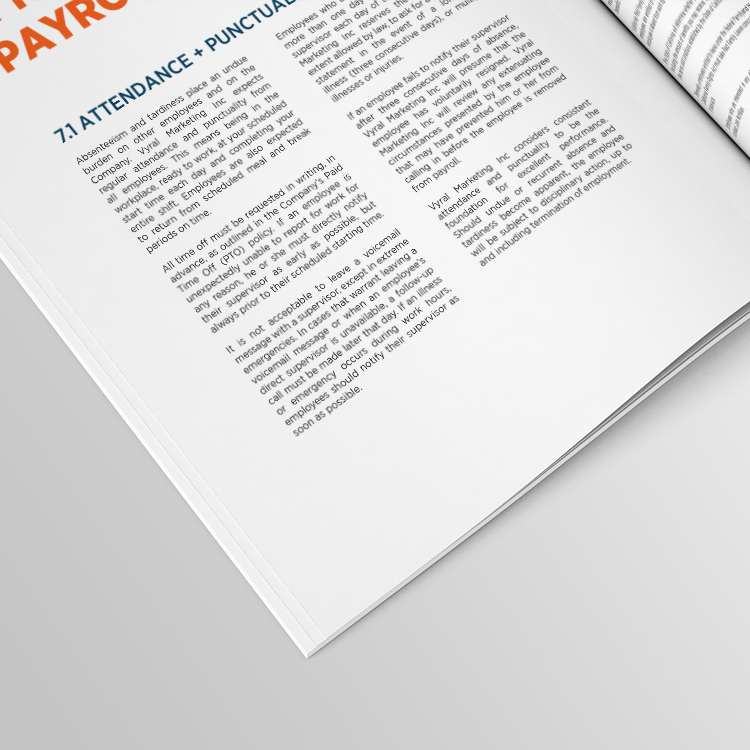 PAYRO
7.1 ATTENDANCE + PUNCTUAL
Absenteeism and tardiness place an undue
burden on other employees and on the
Company. Vyral Marketing Inc expects
regular attendance and punctuality from
all employees. This means being in the
workplace, ready to work, at your scheduled
start time each day and completing your
entire shift. Employees are also expected
to return from scheduled meal and break
periods on time.
All time off must be requested in writing, in
advance, as outlined in the Company's Paid
Time Off (PTO) policy. If an employee is
unexpectedly unable to report for work for
any reason, he or she must directly notify
their supervisor as early as possible, but
always prior to their scheduled starting time.
It is not acceptable to leave a voicemail
message with a supervisor, except in extreme
emergencies. In cases that warrant leaving a
voicemail message or when an employee's
direct supervisor is unavailable, a follow-up
call must be made later that day. If an illness
or emergency occurs during work hours,
employees should notify their supervisor as
soon as possible.
Employees who
more than one day
supervisor each day of
Marketing Inc reserves the
extent allowed by law, to ask for a
statement in the event of a
illness (three consecutive days), or
illnesses or injuries.
If an employee fails to notify their supervisor
after three consecutive days of absence,
Vyral Marketing Inc will presume that the
employee has voluntarily resigned. Vyral
Marketing Inc will review any extenuating
circumstances presented by the employee
that may have prevented him or her from
calling in before the employee is removed
from payroll.
Vyral Marketing Inc considers consistent
attendance and punctuality to be the
foundation for excellent performance.
Should undue or recurrent absence and
tardiness become apparent, the employee
will be subject to disciplinary action, up to
and including termination of employment.